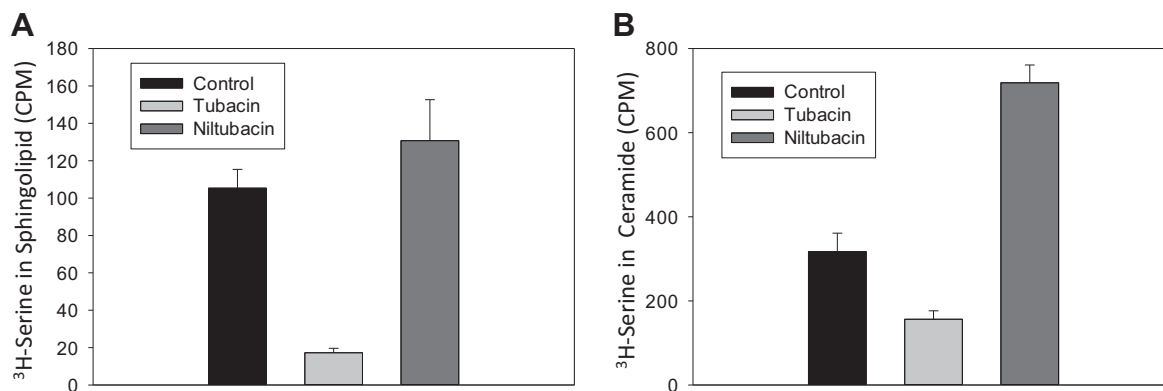 A
³H-Serine in Sphingolipid (CPM)
180
160
140
120
100
80
60
40
20
0
Control
Tubacin
Niltubacin
B
³H-Serine in Ceramide (CPM)
800
600
400
200
0
Control
Tubacin
Niltubacin